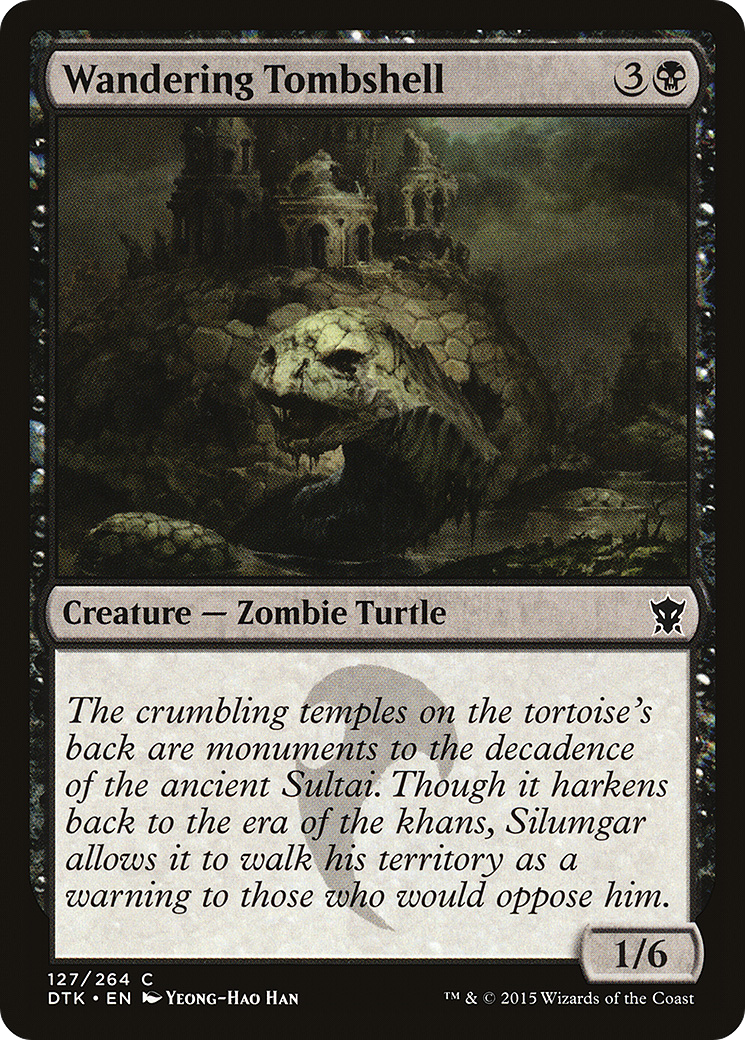 Wandering Tombshell 3
Creature — Zombie Turtle
The crumbling temples on the tortoise's
back are monuments to the decadence
of the ancient Sultai. Though it harkens
back to the era of the khans, Silumgar
allows it to walk his territory as a
warning to those who would oppose him.
1/6
127/264 C
DTK • EN Yeong-Hao Han
™ & © 2015 Wizards of the Coast